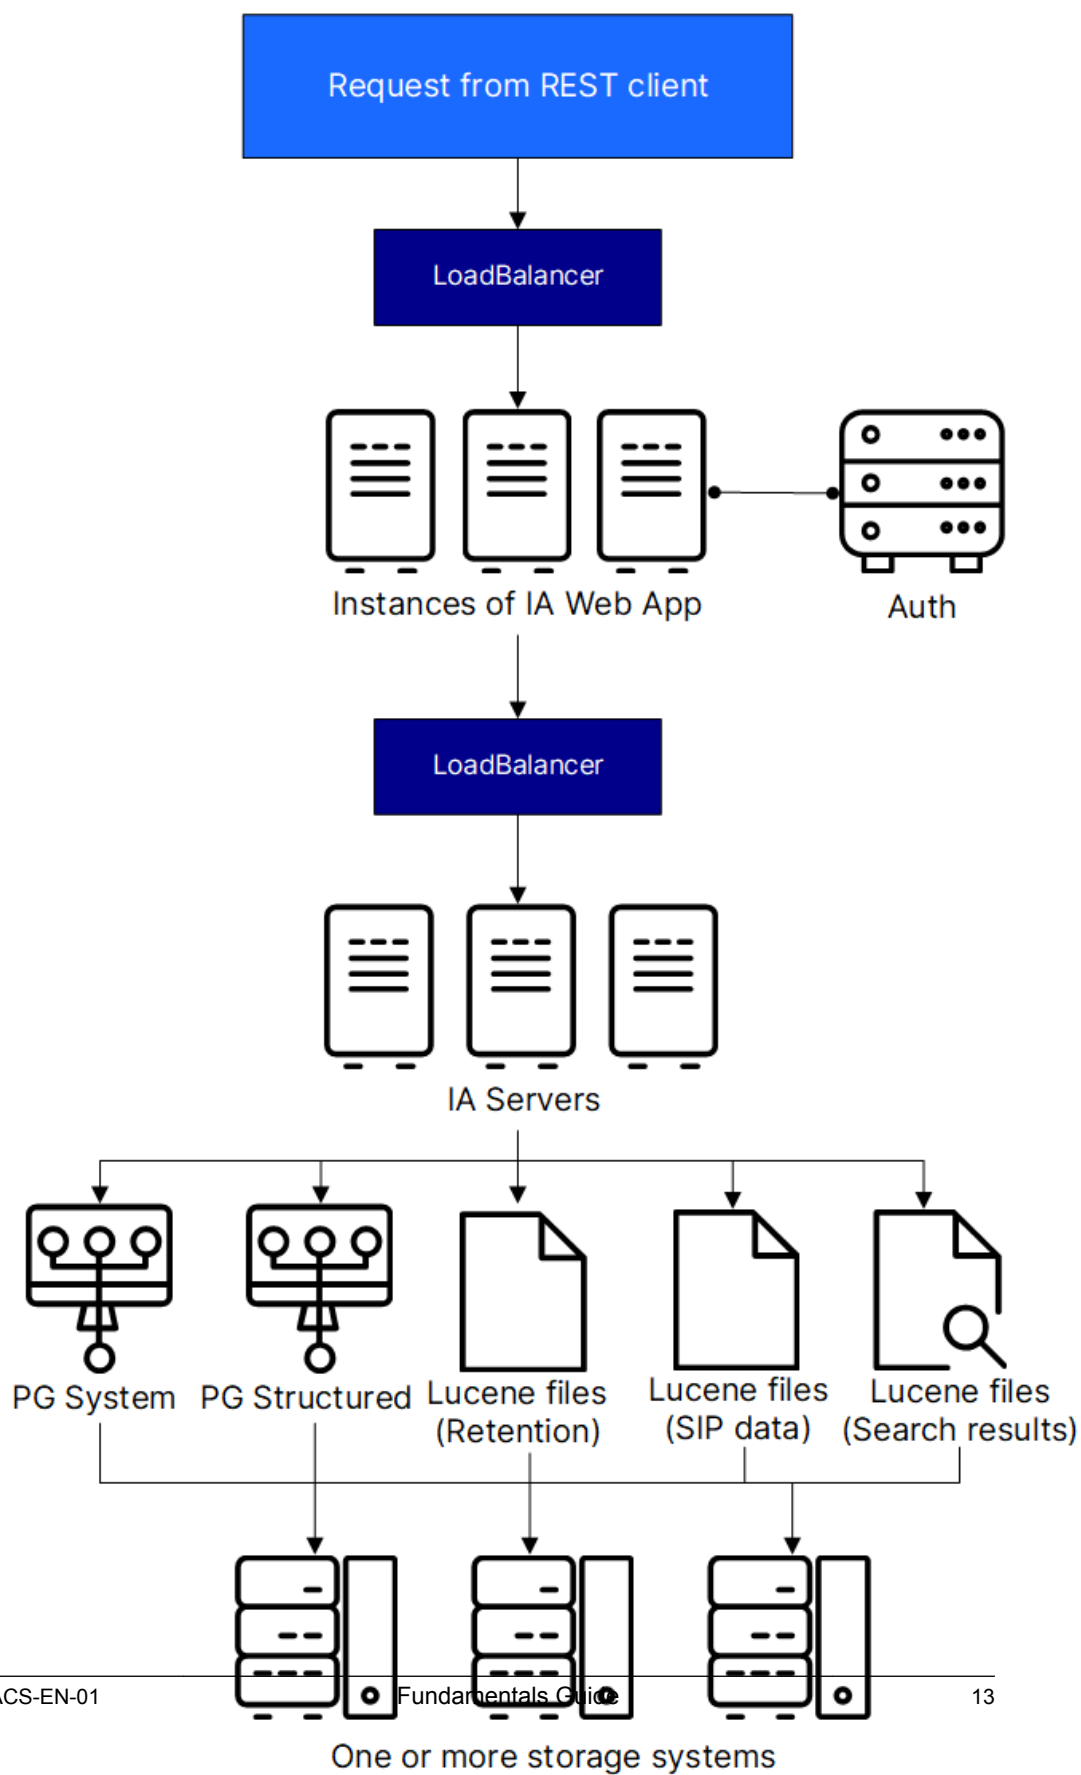 Request from REST client
LoadBalancer
Instances of IA Web App
Auth
LoadBalancer
IA Servers
PG System
PG Structured
Lucene files
(Retention)
Lucene files
(SIP data)
Lucene files
(Search results)
ACS-EN-01
Fundamentals Guide
13
One or more storage systems